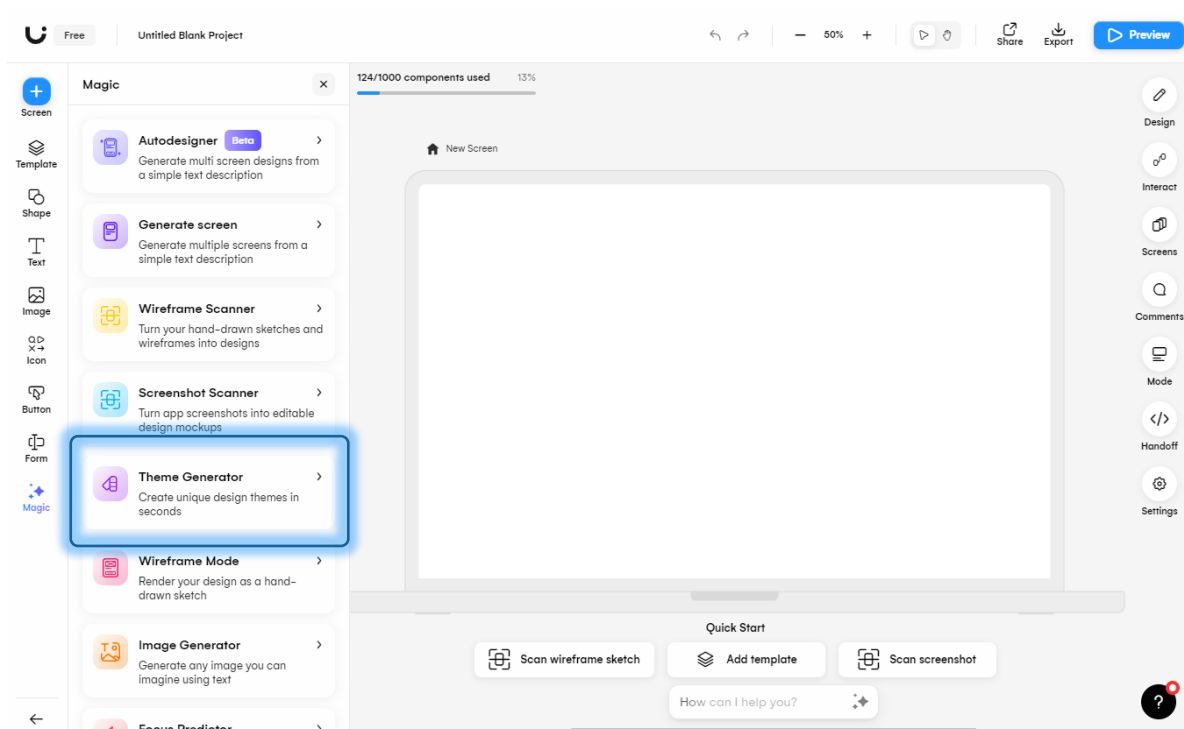 Free
Untitled Blank Project
50%
Share
Export
Preview
Screen
Template
Shape
Text
Image
Icon
Button
Form
Magic
Magic
Autodesigner Beta
Generate multi screen designs from
a simple text description
Generate screen
Generate multiple screens from a
simple text description
Wireframe Scanner
Turn your hand-drawn sketches and
wireframes into designs
Screenshot Scanner
Turn app screenshots into editable
design mockups
Theme Generator
Create unique design themes in
seconds
Wireframe Mode
Render your design as a hand-
drawn sketch
Image Generator
Generate any image you can
imagine using text
Focus Predictor
124/1000 components used 13%
New Screen
Quick Start
Scan wireframe sketch
Add template
Scan screenshot
How can I help you?
Design
Interact
Screens
Comments
Mode
Handoff
Settings
?